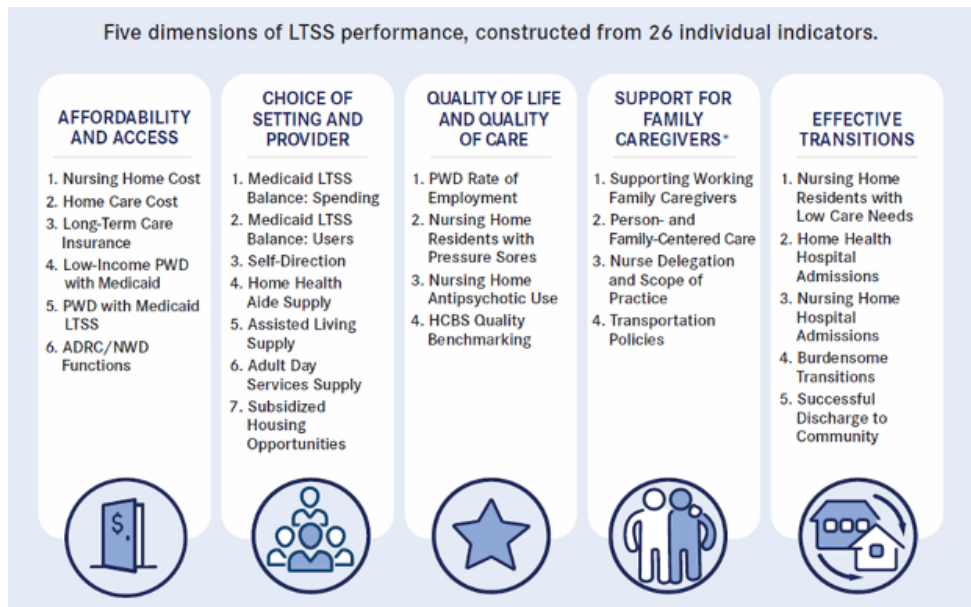 Five dimensions of LTSS performance, constructed from 26 individual indicators.
AFFORDABILITY
AND ACCESS
1. Nursing Home Cost
2. Home Care Cost
3. Long-Term Care
Insurance
4. Low-Income PWD
with Medicaid
5. PWD with Medicaid
LTSS
6. ADRC/NWD
Functions
$
CHOICE OF
SETTING AND
PROVIDER
1. Medicaid LTSS
Balance: Spending
2. Medicaid LTSS
Balance: Users
3. Self-Direction
4. Home Health
Aide Supply
5. Assisted Living
Supply
6. Adult Day
Services Supply
7. Subsidized
Housing
Opportunities
QUALITY OF LIFE
AND QUALITY
OF CARE
1. PWD Rate of
Employment
2. Nursing Home
Residents with
Pressure Sores
3. Nursing Home
Antipsychotic Use
4. HCBS Quality
Benchmarking
SUPPORT FOR
FAMILY
CAREGIVERS*
1. Supporting Working
Family Caregivers
2. Person- and
Family-Centered Care
3. Nurse Delegation
and Scope of
Practice
4. Transportation
Policies
EFFECTIVE
TRANSITIONS
1. Nursing Home
Residents with
Low Care Needs
2. Home Health
Hospital
Admissions
3. Nursing Home
Hospital
Admissions
4. Burdensome
Transitions
5. Successful
Discharge to
Community